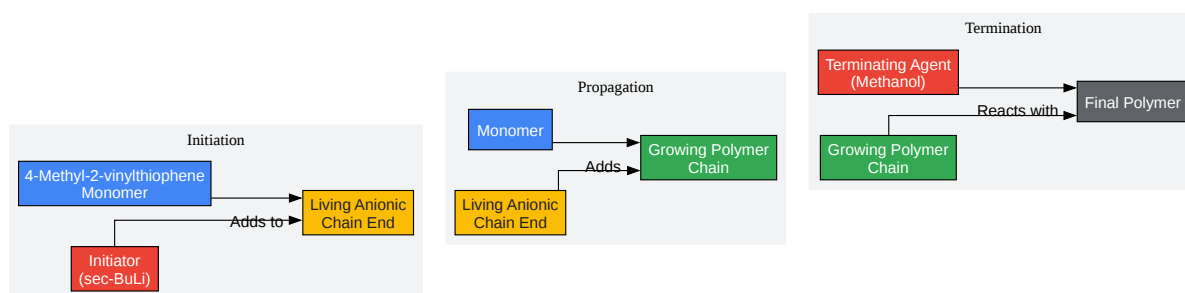 Initiation
4-Methyl-2-vinylthiophene
Monomer
Living Anionic
Chain End
Adds to
Initiator
(sec-BuLi)
Propagation
Monomer
Growing Polymer
Chain
Adds
Living Anionic
Chain End
Termination
Terminating Agent
(Methanol)
Final Polymer
Reacts with
Growing Polymer
Chain